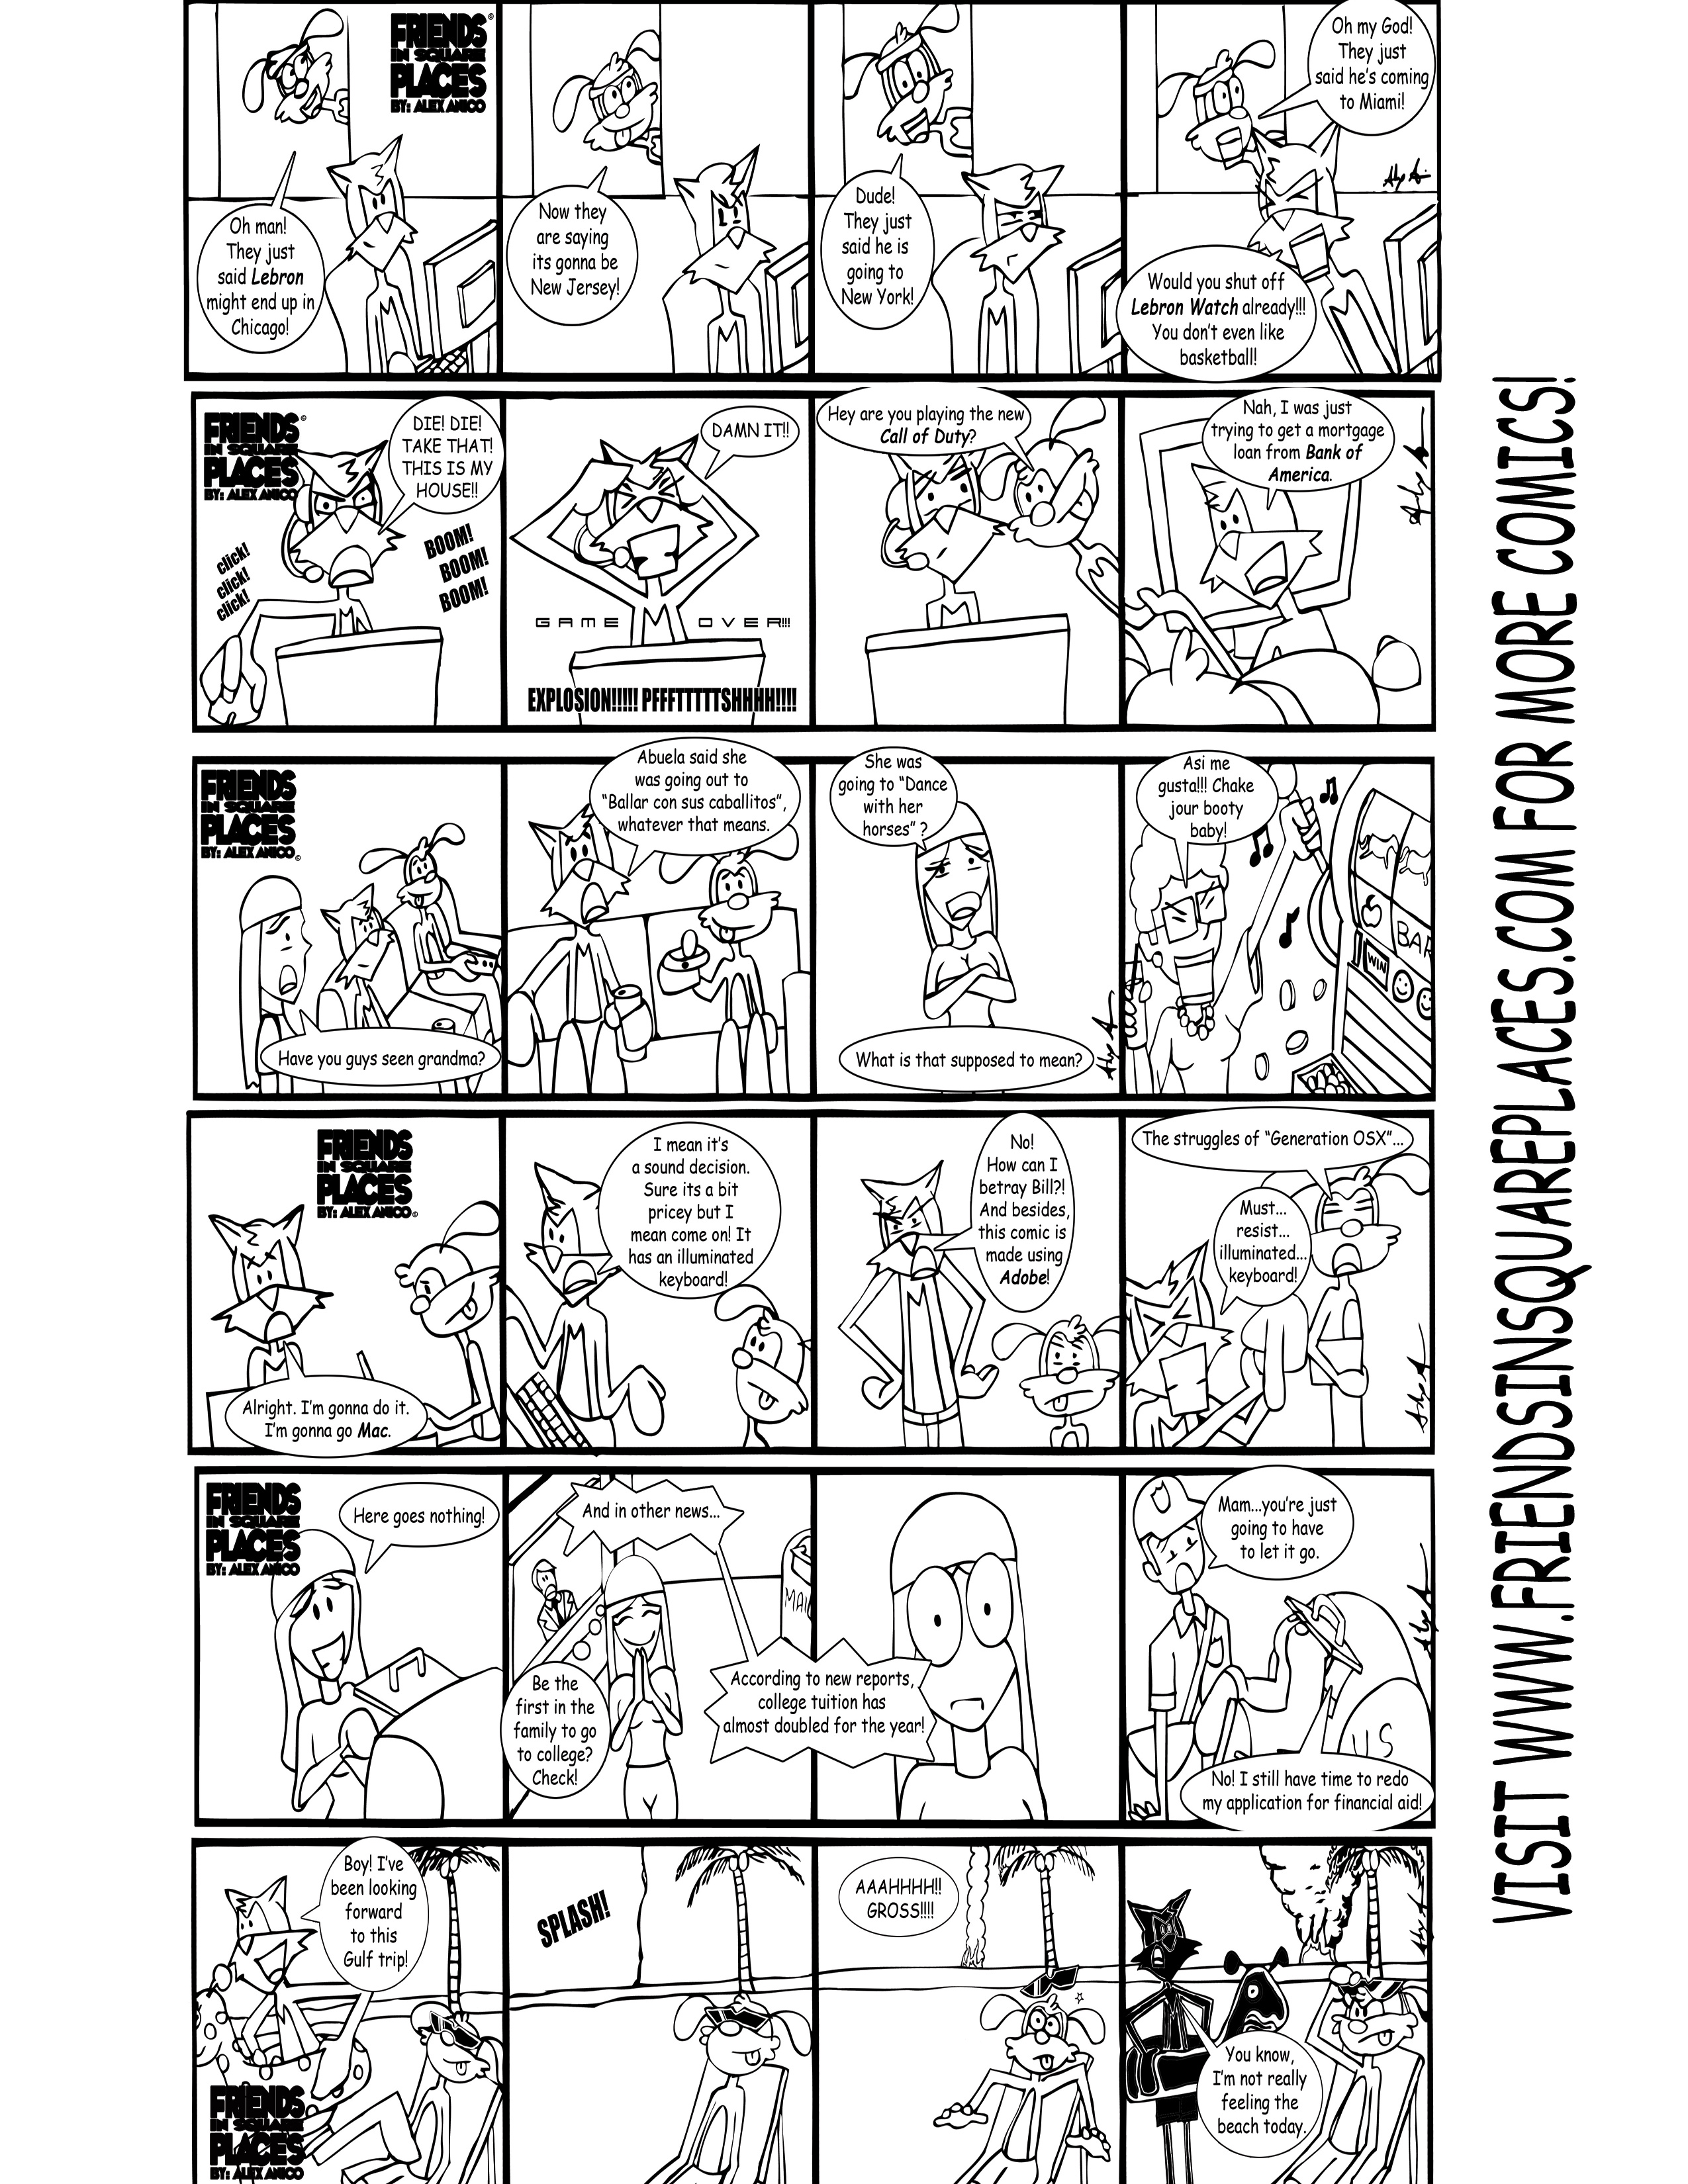 FRIENDS
IN SQUARE
PLACES
BY: ALEX ANICO
©
Oh man!
They just
said Lebron
might end up in
Chicago!
Now they
are saying
its gonna be
New Jersey!
Dude!
They just
said he is
going to
New York!
Oh my God!
They just
said he's coming
to Miami!
Would you shut off
Lebron Watch already!!!
You don't even like
basketball!
FRIENDS
IN SQUARE
PLACES
BY: ALEX ANICO
©
DIE! DIE!
TAKE THAT!
THIS IS MY
HOUSE!!
click!
click!
click!
BOOM!
BOOM!
BOOM!
DAMN IT!!
GAME OVER!!!
EXPLOSION!!!!! PFFFTTTTTSHHHH!!!!
Hey are you playing the new
Call of Duty?
Nah, I was just
trying to get a mortgage
loan from Bank of
America.
FRIENDS
IN SQUARE
PLACES
BY: ALEX ANICO
©
Have you guys seen grandma?
Abuela said she
was going out to
"Ballar con sus caballitos",
whatever that means.
She was
going to "Dance
with her
horses" ?
What is that supposed to mean?
Asi me
gusta!!! Chake
jour booty
baby!
BAR
WIN
FRIENDS
IN SQUARE
PLACES
BY: ALEX ANICO
©
Alright. I'm gonna do it.
I'm gonna go Mac.
I mean it's
a sound decision.
Sure its a bit
pricey but I
mean come on! It
has an illuminated
keyboard!
No!
How can I
betray Bill?!
And besides,
this comic is
made using
Adobe!
The struggles of "Generation OSX"...
Must...
resist...
illuminated...
keyboard!
FRIENDS
IN SQUARE
PLACES
BY: ALEX ANICO
Here goes nothing!
And in other news...
Be the
first in the
family to go
to college?
Check!
MAIL
According to new reports,
college tuition has
almost doubled for the year!
Mam...you're just
going to have
to let it go.
US
No! I still have time to redo
my application for financial aid!
Boy! I've
been looking
forward
to this
Gulf trip!
FRIENDS
IN SQUARE
PLACES
BY: ALEX ANICO
SPLASH!
AAAHHHH!!
GROSS!!!!
You know,
I'm not really
feeling the
beach today.
VISIT WWW.FRIENDSINSQUAREPLACES.COM FOR MORE COMICS!